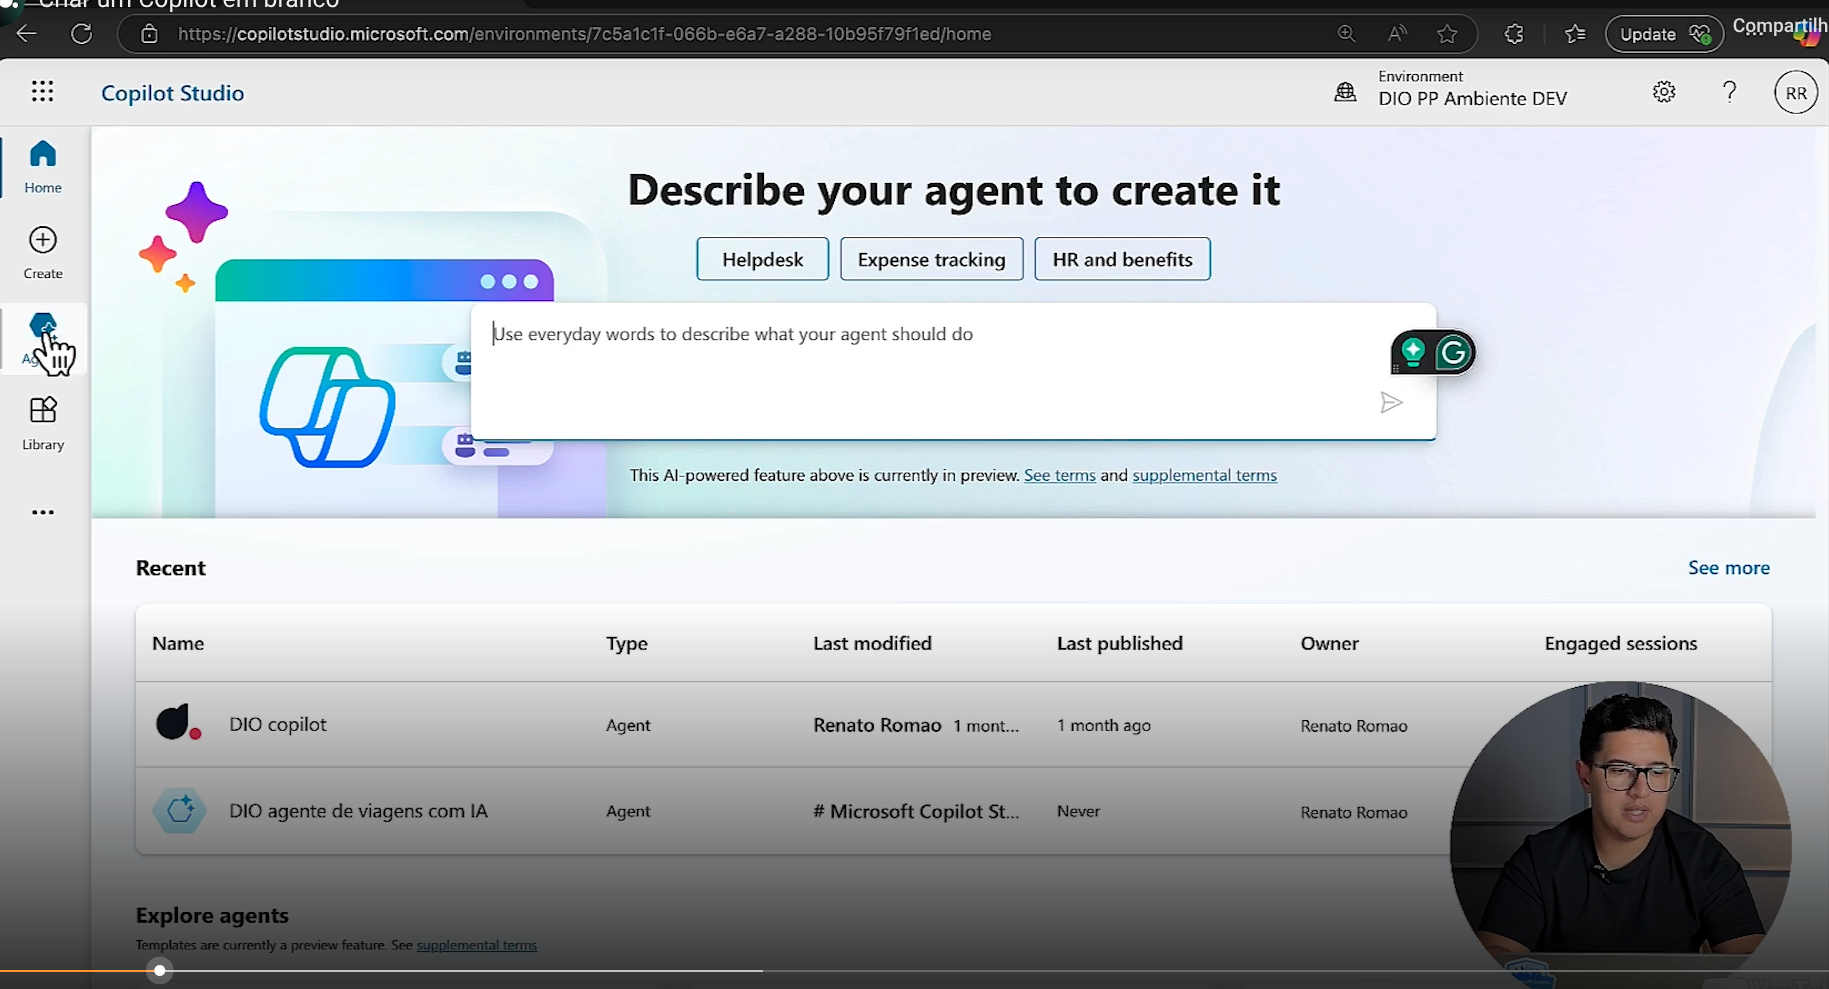 Criar um Copilot em branco
https://copilotstudio.microsoft.com/environments/7c5a1c1f-066b-e6a7-a288-10b95f79f1ed/home
Update
Compartilh
Copilot Studio
Environment
DIO PP Ambiente DEV
RR
Home
Create
Library
Describe your agent to create it
Helpdesk
Expense tracking
HR and benefits
Use everyday words to describe what your agent should do
This AI-powered feature above is currently in preview. See terms and supplemental terms
Recent
See more
Name Type Last modified Last published Owner Engaged sessions
DIO copilot Agent Renato Romao 1 mont... 1 month ago Renato Romao
DIO agente de viagens com IA Agent # Microsoft Copilot St... Never Renato Romao
Explore agents
Templates are currently a preview feature. See supplemental terms